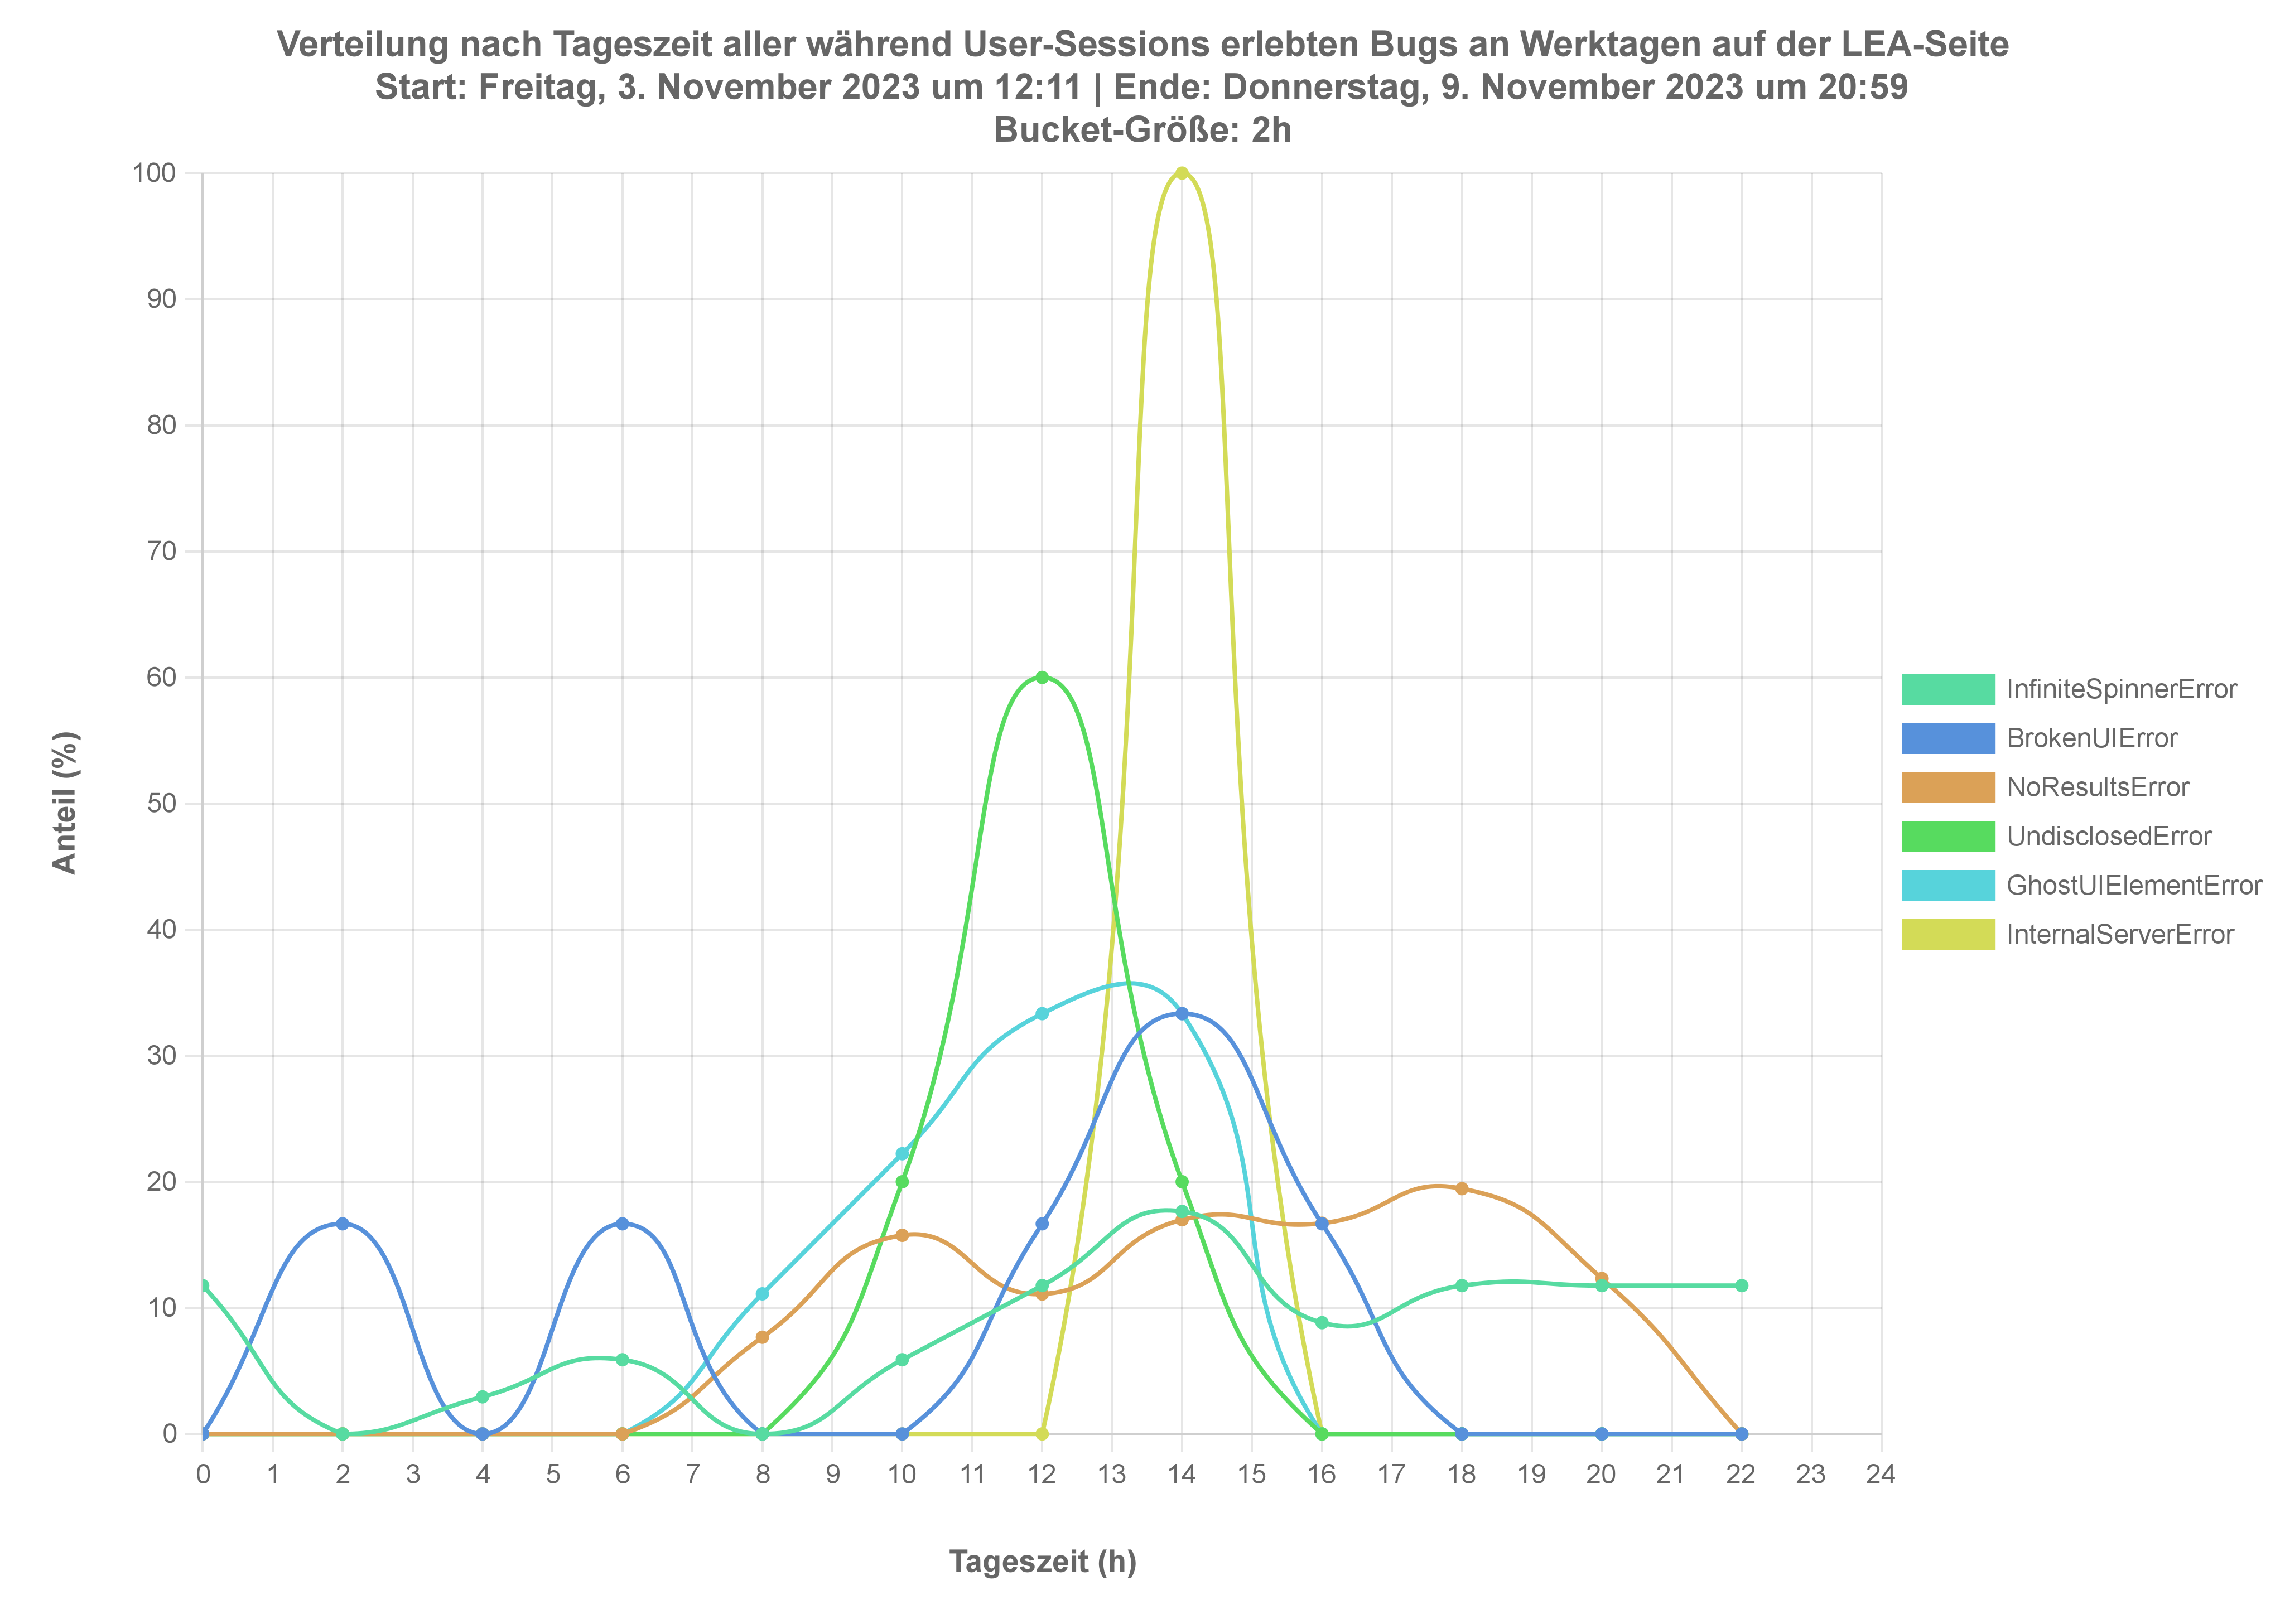 Verteilung nach Tageszeit aller während User-Sessions erlebten Bugs an Werktagen auf der LEA-Seite
Start: Freitag, 3. November 2023 um 12:11 | Ende: Donnerstag, 9. November 2023 um 20:59
Bucket-Größe: 2h
100
90
80
70
60
50
40
30
20
10
0
Anteil (%)
0 1 2 3 4 5 6 7 8 9 10 11 12 13 14 15 16 17 18 19 20 21 22 23 24
Tageszeit (h)
InfiniteSpinnerError
BrokenUIError
NoResultsError
UndisclosedError
GhostUIElementError
InternalServerError